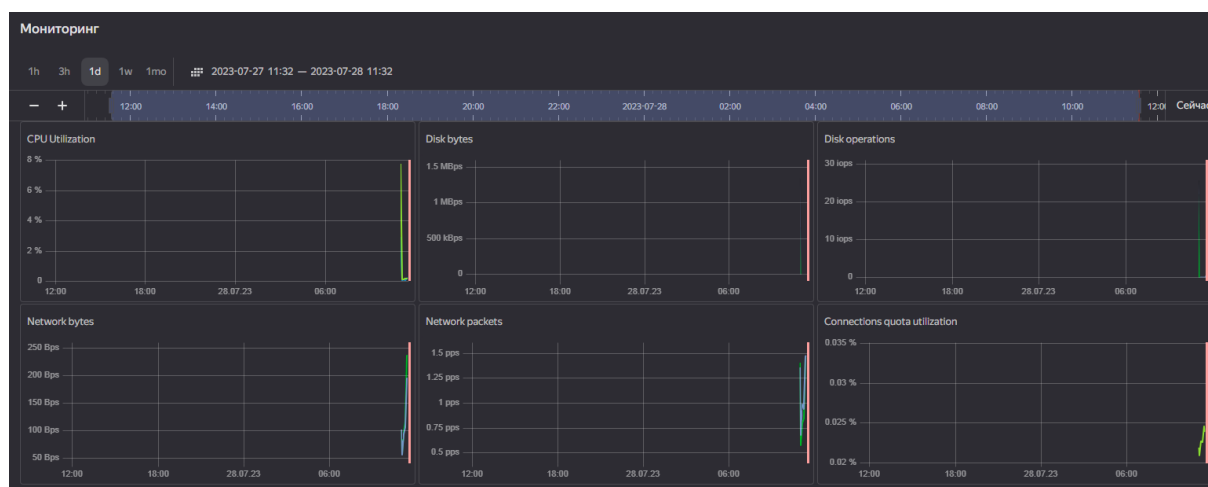 Мониторинг
1h 3h 1d 1w 1mo 2023-07-27 11:32 — 2023-07-28 11:32
− + 12:00 14:00 16:00 18:00 20:00 22:00 2023-07-28 02:00 04:00 06:00 08:00 10:00 12:00 Сейчас
CPU Utilization
8 %
6 %
4 %
2 %
0
12:00 18:00 28.07.23 06:00
Disk bytes
1.5 MBps
1 MBps
500 kBps
0
12:00 18:00 28.07.23 06:00
Disk operations
30 iops
20 iops
10 iops
0
12:00 18:00 28.07.23 06:00
Network bytes
250 Bps
200 Bps
150 Bps
100 Bps
50 Bps
12:00 18:00 28.07.23 06:00
Network packets
1.5 pps
1.25 pps
1 pps
0.75 pps
0.5 pps
12:00 18:00 28.07.23 06:00
Connections quota utilization
0.035 %
0.03 %
0.025 %
0.02 %
12:00 18:00 28.07.23 06:00